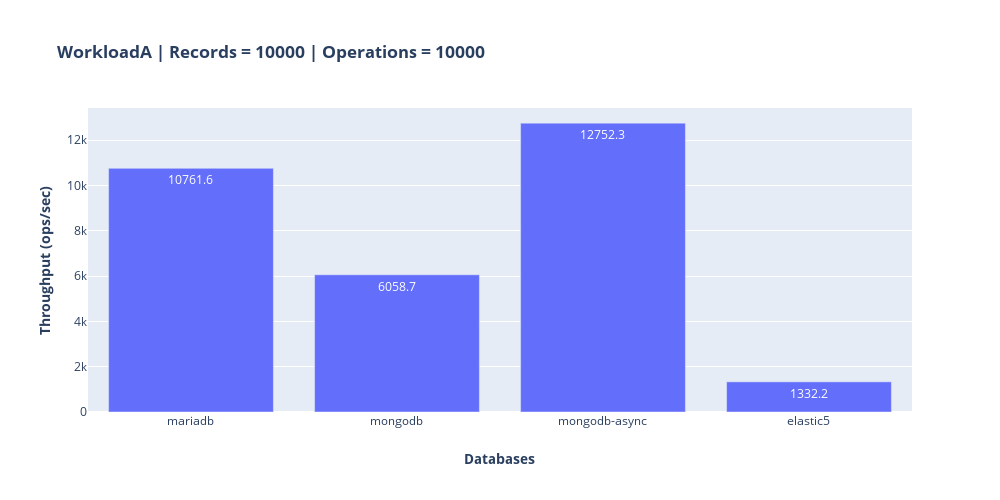 WorkloadA | Records = 10000 | Operations = 10000
Throughput (ops/sec)
12k
10k
8k
6k
4k
2k
0
10761.6
6058.7
12752.3
1332.2
mariadb
mongodb
mongodb-async
elastic5
Databases